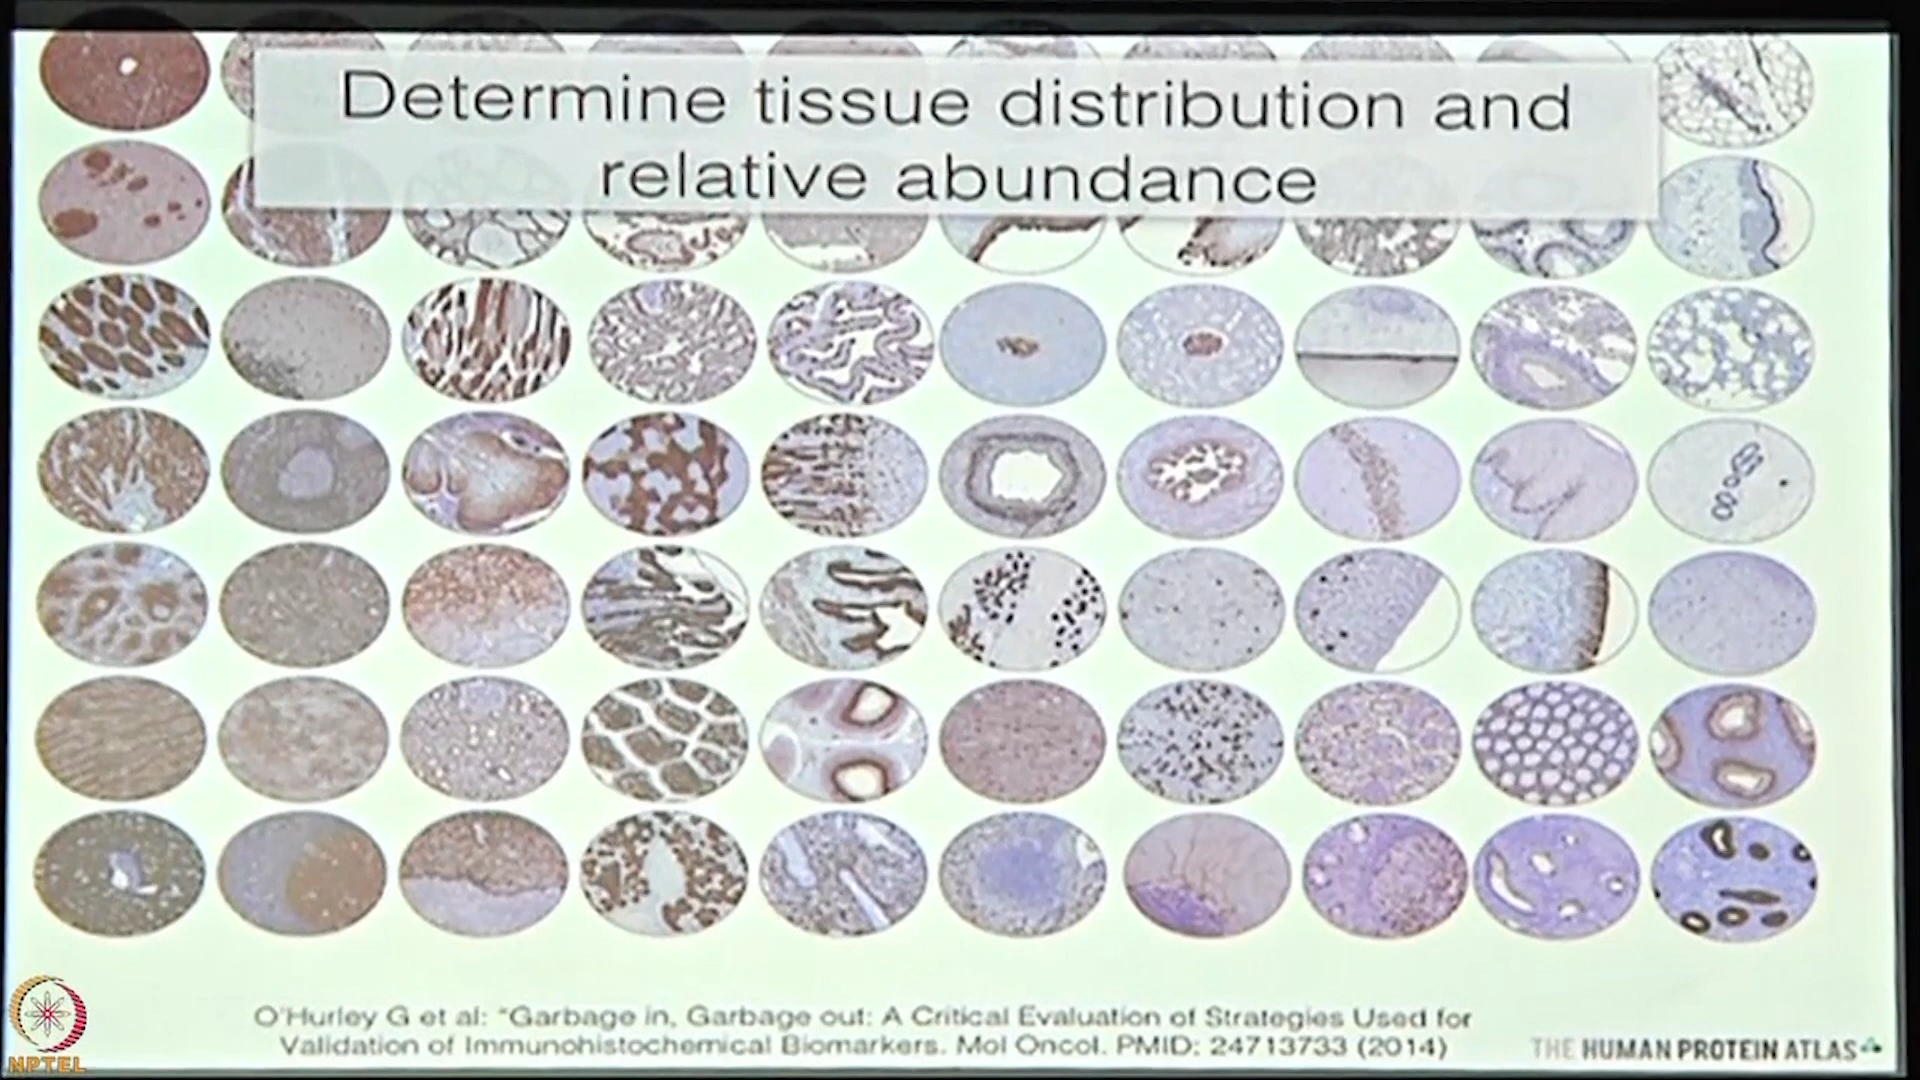 Determine tissue distribution and
relative abundance
O'Hurley G et al: "Garbage in, Garbage out: A Critical Evaluation of Strategies Used for
Validation of Immunohistochemical Biomarkers. Mol Oncol. PMID: 24713733 (2014)
THE HUMAN PROTEIN ATLAS
NPTEL